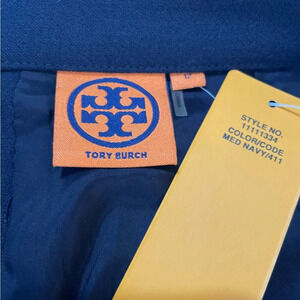 TORY BURCH
STYLE NO.
11111334
COLOR/CODE
MED NAVY/411